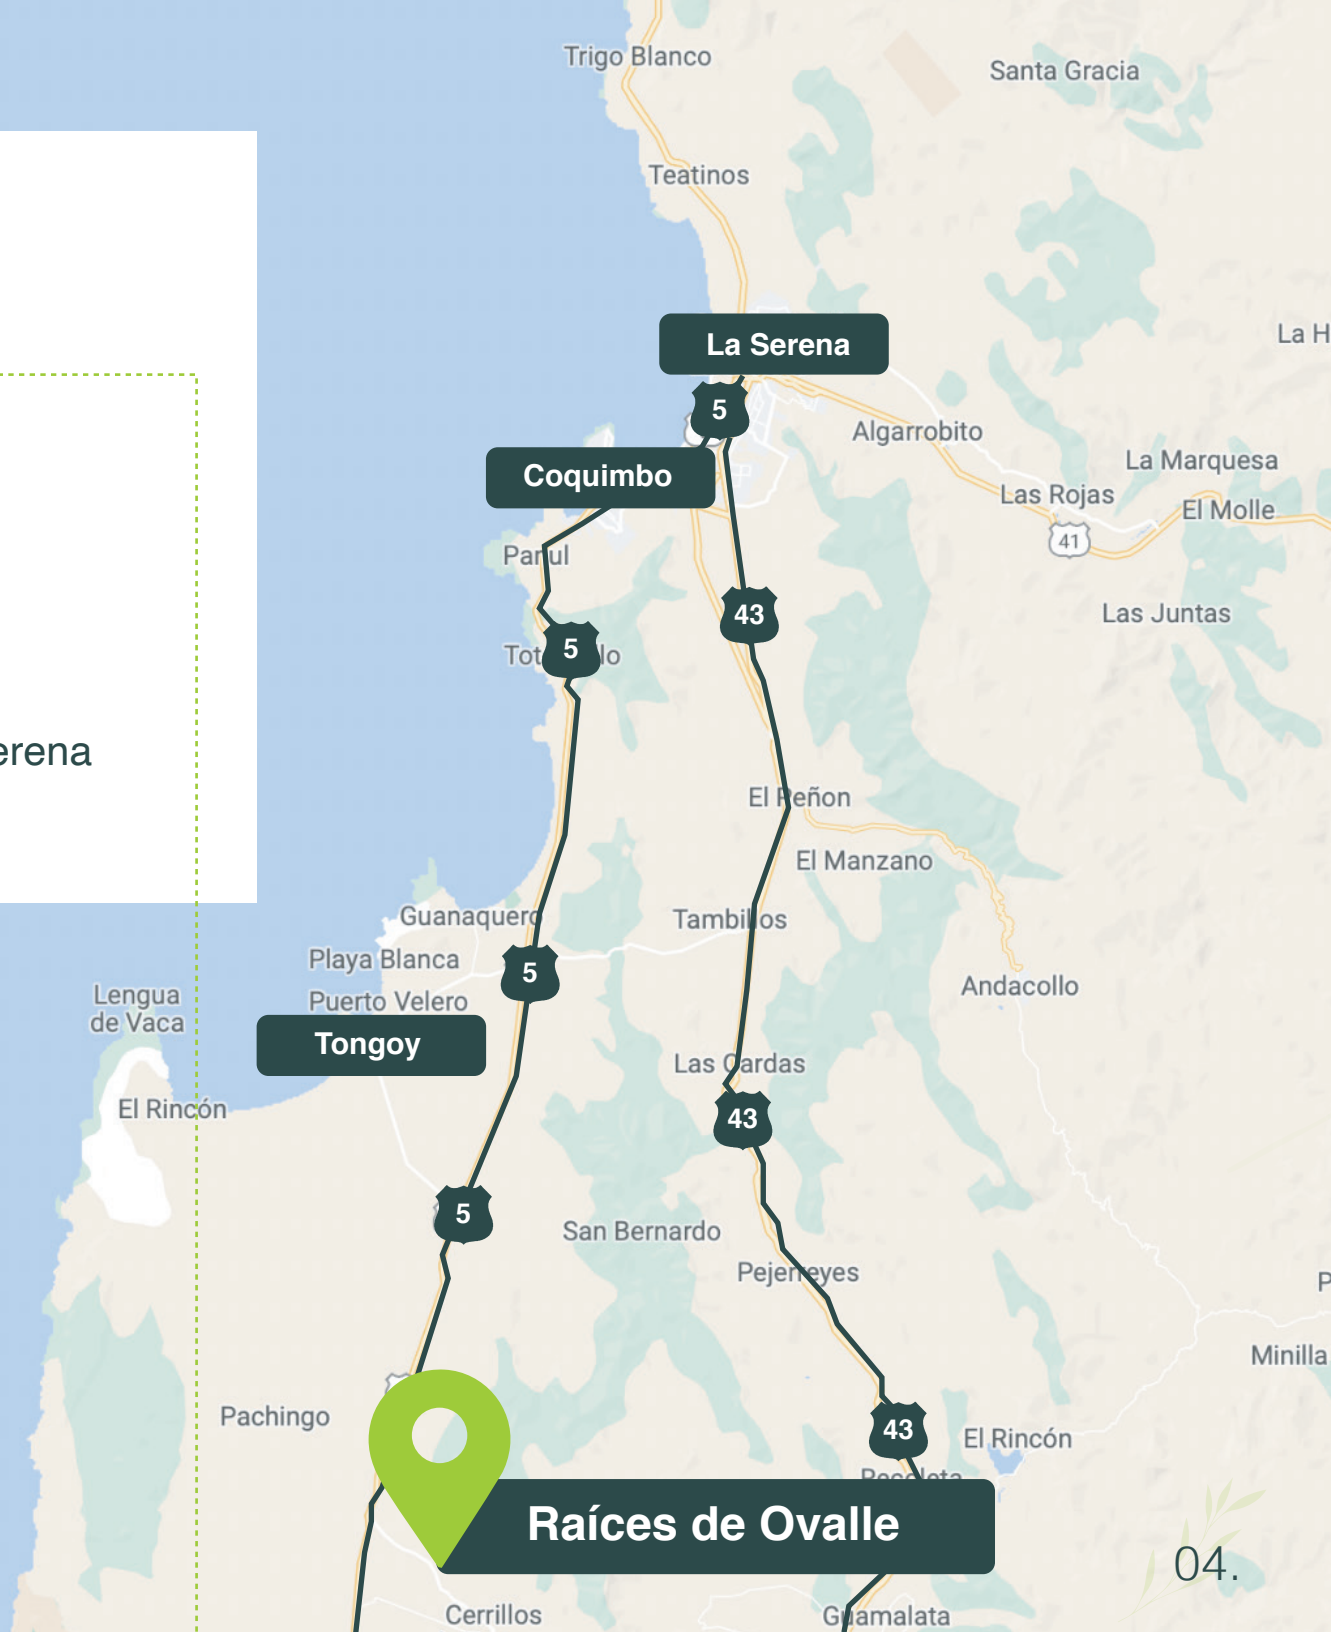 Trigo Blanco
Santa Gracia
Teatinos
La H
La Serena
5
Algarrobito
La Marquesa
Coquimbo
Las Rojas
El Molle
41
Panul
43
Las Juntas
5
erena
El Peñon
El Manzano
Guanaquero
Tambillos
Playa Blanca
5
Andacollo
Lengua
de Vaca
Puerto Velero
Tongoy
Las Cardas
El Rincón
43
5
San Bernardo
Pejerreyes
P
Minilla
Pachingo
43
El Rincón
Recoleta
Raíces de Ovalle
04.
Cerrillos
Guamalata